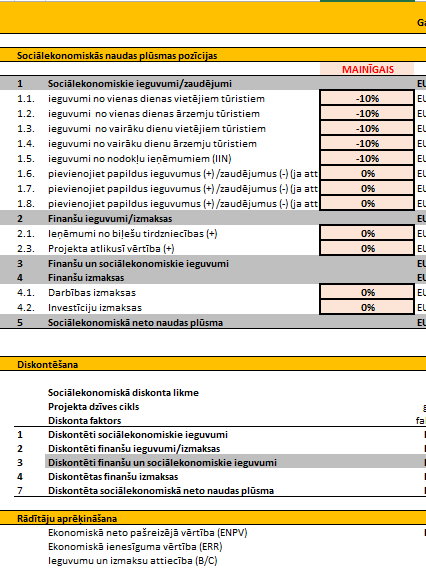 Ga
Sociālekonomiskās naudas plūsmas pozīcijas
MAINĪGAIS
1 Sociālekonomiskie ieguvumi/zaudējumi EU
1.1. ieguvumi no vienas dienas vietējiem tūristiem -10% EU
1.2. ieguvumi no vienas dienas ārzemju tūristiem -10% EU
1.3. ieguvumi no vairāku dienu vietējiem tūristiem -10% EU
1.4. ieguvumi no vairāku dienu ārzemju tūristiem -10% EU
1.5. ieguvumi no nodokļu ieņēmumiem (IIN) -10% EU
1.6. pievienojiet papildus ieguvumus (+)/zaudējumus (-) (ja att 0% EU
1.7. pievienojiet papildus ieguvumus (+)/zaudējumus (-) (ja att 0% EU
1.8. pievienojiet papildus ieguvumus (+)/zaudējumus (-) (ja att 0% EU
2 Finanšu ieguvumi/izmaksas EU
2.1. Ieņēmumi no biļešu tirdzniecības (+) 0% EU
2.3. Projekta atlikusī vērtība (+) 0% EU
3 Finanšu un sociālekonomiskie ieguvumi EU
4 Finanšu izmaksas EU
4.1. Darbības izmaksas 0% EU
4.2. Investīciju izmaksas 0% EU
5 Sociālekonomiskā neto naudas plūsma EU
Diskontēšana
Sociālekonomiskā diskonta likme
Projekta dzīves cikls g
Diskonta faktors fa
1 Diskontēti sociālekonomiskie ieguvumi
2 Diskontēti finanšu ieguvumi/izmaksas
3 Diskontēti finanšu un sociālekonomiskie ieguvumi
4 Diskontētas finanšu izmaksas
7 Diskontēta sociālekonomiskā neto naudas plūsma
Rādītāju aprēķināšana
Ekonomiskā neto pašreizējā vērtība (ENPV)
Ekonomiskā ienesīguma vērtība (ERR)
Ieguvumu un izmaksu attiecība (B/C)